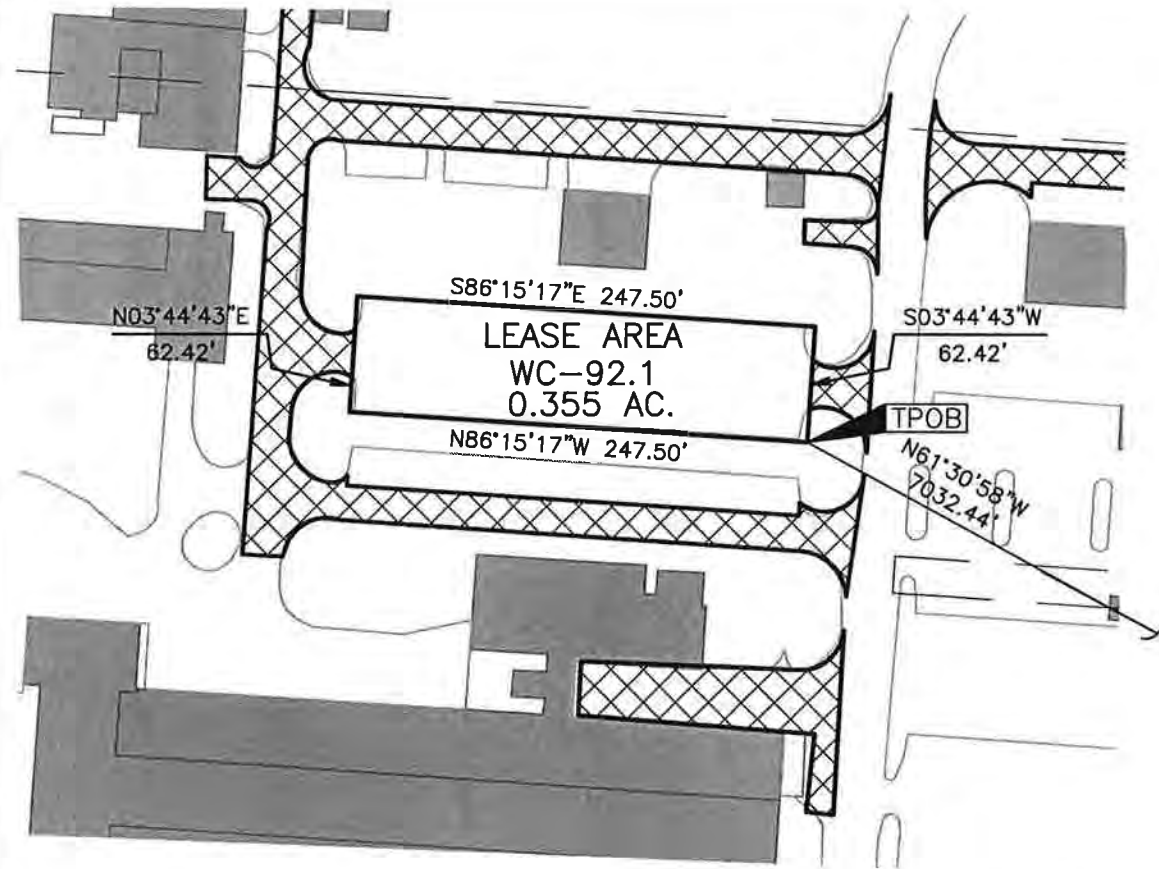 S86°15'17"E 247.50'
N03°44'43"E
62.42'
LEASE AREA
WC-92.1
0.355 AC.
S03°44'43"W
62.42'
N86°15'17"W 247.50'
TPOB
N61°30'58"W
7032.44'